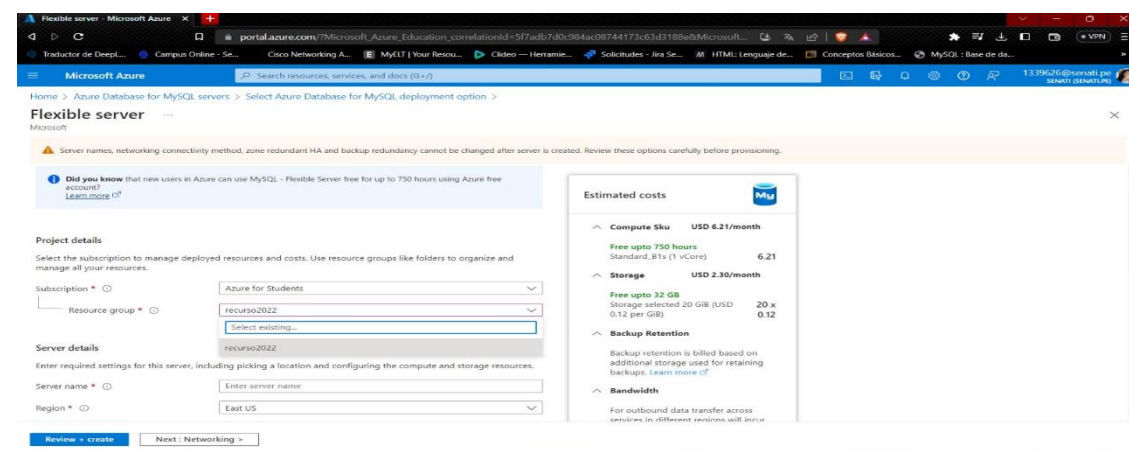 Flexible server - Microsoft Azure
portal.azure.com/?Microsoft_Azure_Education_correlationId=5f7adb7d0c984ac08744173c63d3188e&Microsoft...
VPN
Traductor de DeepL... Campus Online - Se... Cisco Networking A... MyELT | Your Resou... Clideo — Herramie... Solicitudes - Jira Se... HTML: Lenguaje de... Conceptos Básicos... MySQL : Base de da...
Microsoft Azure
Search resources, services, and docs (G+/)
1339626@senati.pe
SENATI (SENATI.PE)
Home > Azure Database for MySQL servers > Select Azure Database for MySQL deployment option >
Flexible server ...
Microsoft
Server names, networking connectivity method, zone redundant HA and backup redundancy cannot be changed after server is created. Review these options carefully before provisioning.
Did you know that new users in Azure can use MySQL - Flexible Server free for up to 750 hours using Azure free
account?
Learn more
Project details
Select the subscription to manage deployed resources and costs. Use resource groups like folders to organize and
manage all your resources.
Subscription *
Azure for Students
Resource group *
recurso2022
Select existing...
recurso2022
Server details
Enter required settings for this server, including picking a location and configuring the compute and storage resources.
Server name *
Enter server name
Region *
East US
Review + create
Next : Networking >
Estimated costs
My
Compute Sku USD 6.21/month
Free upto 750 hours
Standard_B1s (1 vCore) 6.21
Storage USD 2.30/month
Free upto 32 GB
Storage selected 20 GiB (USD 20 x
0.12 per GiB) 0.12
Backup Retention
Backup retention is billed based on
additional storage used for retaining
backups. Learn more
Bandwidth
For outbound data transfer across
services in different regions will incur